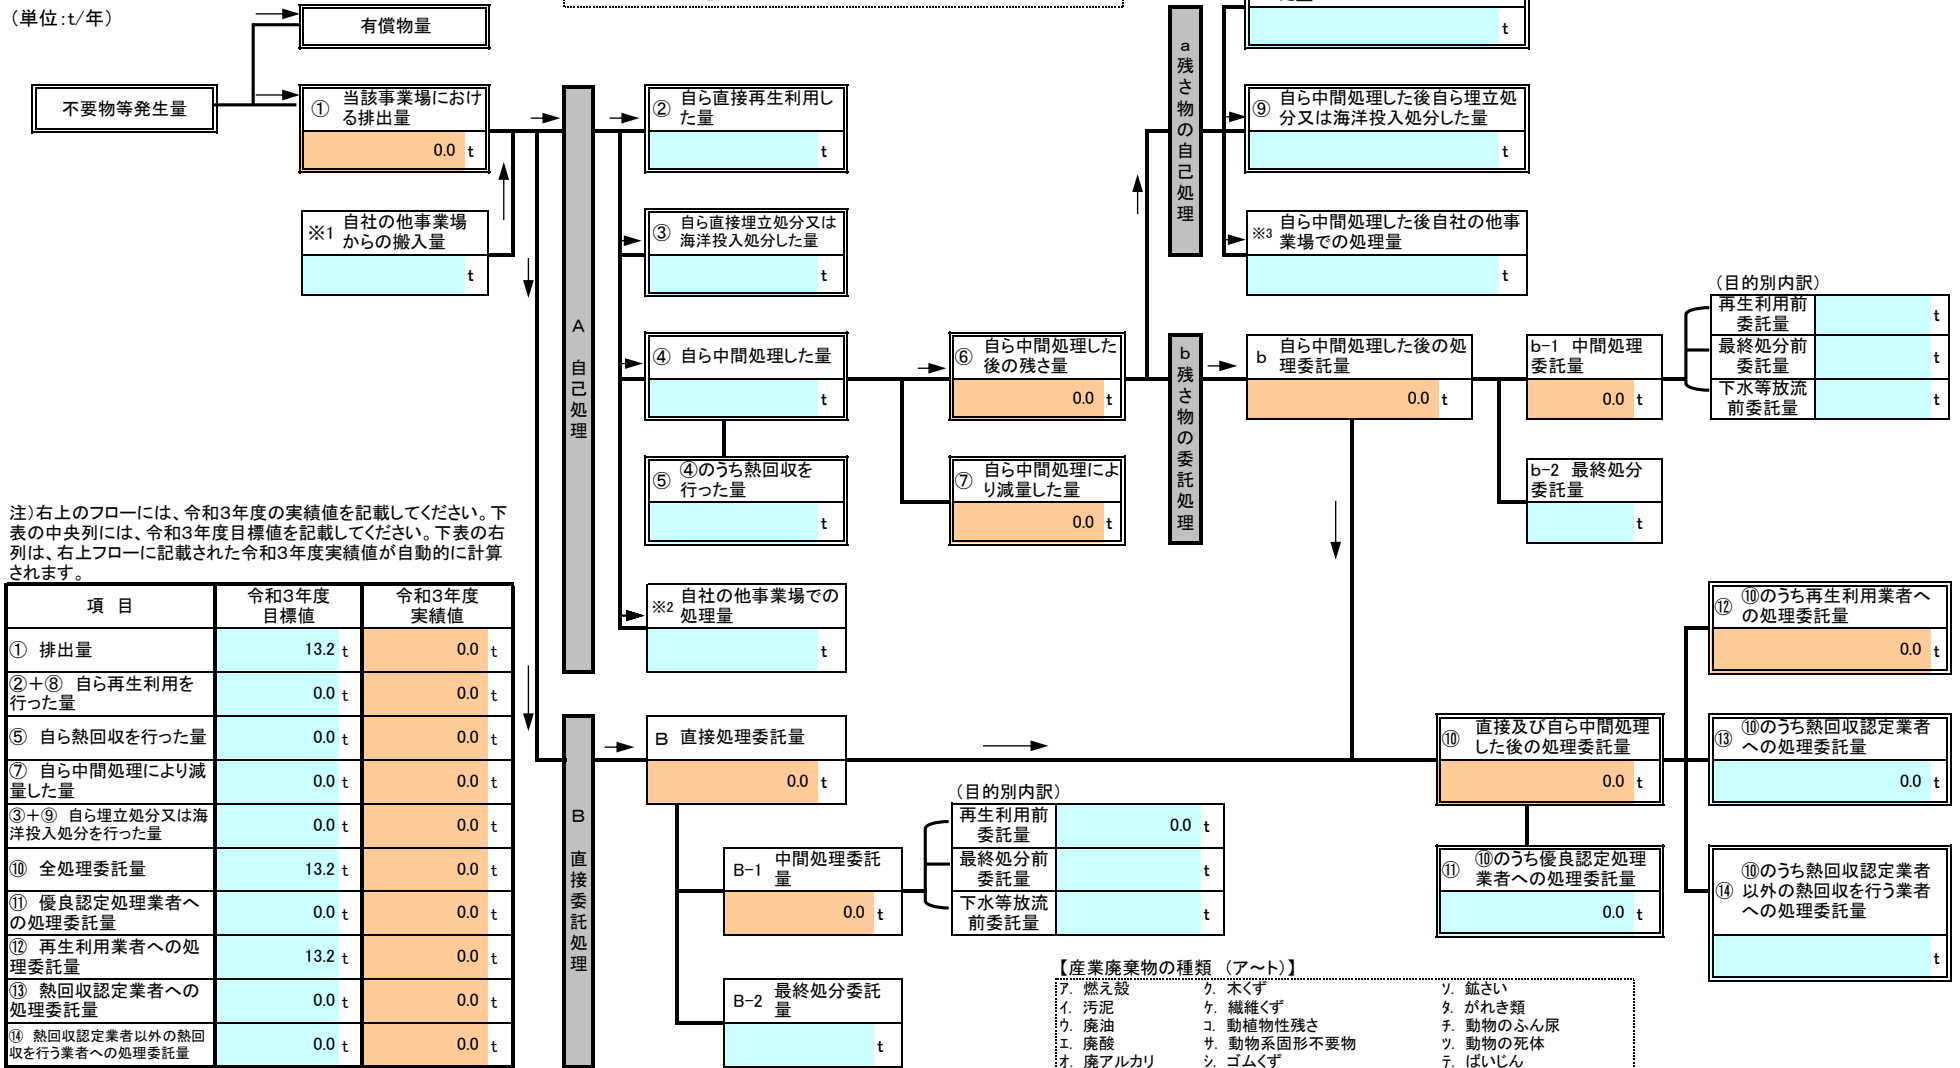 (単位:t/年)
有償物量
不要物等発生量
① 当該事業場におけ
る排出量
0.0 t
※1 自社の他事業場
からの搬入量
t
A 自己処理
② 自ら直接再生利用し
た量
t
③ 自ら直接埋立処分又は
海洋投入処分した量
t
④ 自ら中間処理した量
t
⑤ ④のうち熱回収を
行った量
t
※2 自社の他事業場での
処理量
t
⑥ 自ら中間処理した
後の残さ量
0.0 t
⑦ 自ら中間処理によ
り減量した量
0.0 t
a 残さ物の自己処理
t
⑨ 自ら中間処理した後自ら埋立処
分又は海洋投入処分した量
t
※3 自ら中間処理した後自社の他事
業場での処理量
t
b 残さ物の委託処理
b 自ら中間処理した後の処
理委託量
0.0 t
b-1 中間処理
委託量
0.0 t
b-2 最終処分
委託量
t
(目的別内訳)
再生利用前
委託量
t
最終処分前
委託量
t
下水等放流
前委託量
t
注)右上のフローには、令和3年度の実績値を記載してください。下
表の中央列には、令和3年度目標値を記載してください。下表の右
列は、右上フローに記載された令和3年度実績値が自動的に計算
されます。
項 目 令和3年度
目標値 令和3年度
実績値
① 排出量 13.2 t 0.0 t
②+⑧ 自ら再生利用を
行った量 0.0 t 0.0 t
⑤ 自ら熱回収を行った量 0.0 t 0.0 t
⑦ 自ら中間処理により減
量した量 0.0 t 0.0 t
③+⑨ 自ら埋立処分又は海
洋投入処分を行った量 0.0 t 0.0 t
⑩ 全処理委託量 13.2 t 0.0 t
⑪ 優良認定処理業者へ
の処理委託量 0.0 t 0.0 t
⑫ 再生利用業者への処
理委託量 13.2 t 0.0 t
⑬ 熱回収認定業者への
処理委託量 0.0 t 0.0 t
⑭ 熱回収認定業者以外の熱回
収を行う業者への処理委託量 0.0 t 0.0 t
B 直接委託処理
B 直接処理委託量
0.0 t
B-1 中間処理委託
量
0.0 t
B-2 最終処分委託
量
t
(目的別内訳)
再生利用前
委託量
0.0 t
最終処分前
委託量
t
下水等放流
前委託量
t
⑩ 直接及び自ら中間処理
した後の処理委託量
0.0 t
⑪ ⑩のうち優良認定処理
業者への処理委託量
0.0 t
⑫ ⑩のうち再生利用業者へ
の処理委託量
0.0 t
⑬ ⑩のうち熱回収認定業者
への処理委託量
0.0 t
⑭ ⑩のうち熱回収認定業者
以外の熱回収を行う業者
への処理委託量
t
【産業廃棄物の種類 (ア~ト)】
ア. 燃え殻 ク. 木くず ソ. 鉱さい
イ. 汚泥 ケ. 繊維くず タ. がれき類
ウ. 廃油 コ. 動植物性残さ チ. 動物のふん尿
エ. 廃酸 サ. 動物系固形不要物 ツ. 動物の死体
オ. 廃アルカリ シ. ゴムくず テ. ばいじん